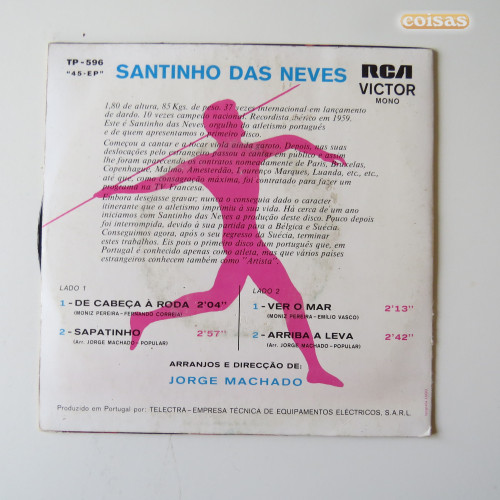 coisas
TP-596
"45-EP"
SANTINHO DAS NEVES
RCA
VICTOR
MONO
1,80 de altura, 85 Kgs. de peso. 37 vezes internacional em lançamento
de dardo. 10 vezes campeão nacional. Recordista ibérico em 1959.
Este é Santinho das Neves orgulho do atletismo português
e de quem apresentamos o primeiro disco.
Começou a cantar e a tocar viola ainda garoto. Depois, nas suas
deslocações pelo estrangeiro passou a cantar em público e assim
lhe foram aparecendo os contratos nomeadamente de Paris, Bruxelas,
Copenhague, Malmo, Amesterdão, Lourenço Marques, Luanda, etc., etc.,
até que como consagração máxima, foi contratado para fazer um
programa na TV Francesa.
Embora desejasse gravar, nunca o conseguiu dado o caracter
itinerante que o atletismo imprimiu à sua vida. Há cerca de um ano
iniciamos com Santinho das Neves a produção deste disco. Pouco depois
foi interrompida, devido à sua partida para a Bélgica e Suécia.
Conseguimos agora, após o seu regresso da Suécia, terminar
estes trabalhos. Eis pois o primeiro disco dum português que, em
Portugal é conhecido apenas como atleta, mas que vários países
estrangeiros conhecem também como "Artista".
LADO 1
1 - DE CABEÇA À RODA 2'04"
(MONIZ PEREIRA - FERNANDO CORREIA)
2 - SAPATINHO 2'57"
(Arr. JORGE MACHADO - POPULAR)
LADO 2
1 - VER O MAR 2'13"
(MONIZ PEREIRA - EMILIO VASCO)
2 - ARRIBA A LEVA 2'42"
(Arr. JORGE MACHADO - POPULAR)
ARRANJOS E DIRECÇÃO DE:
JORGE MACHADO
Produzido em Portugal por: TELECTRA - EMPRESA TÉCNICA DE EQUIPAMENTOS ELÉCTRICOS, S.A.R.L.